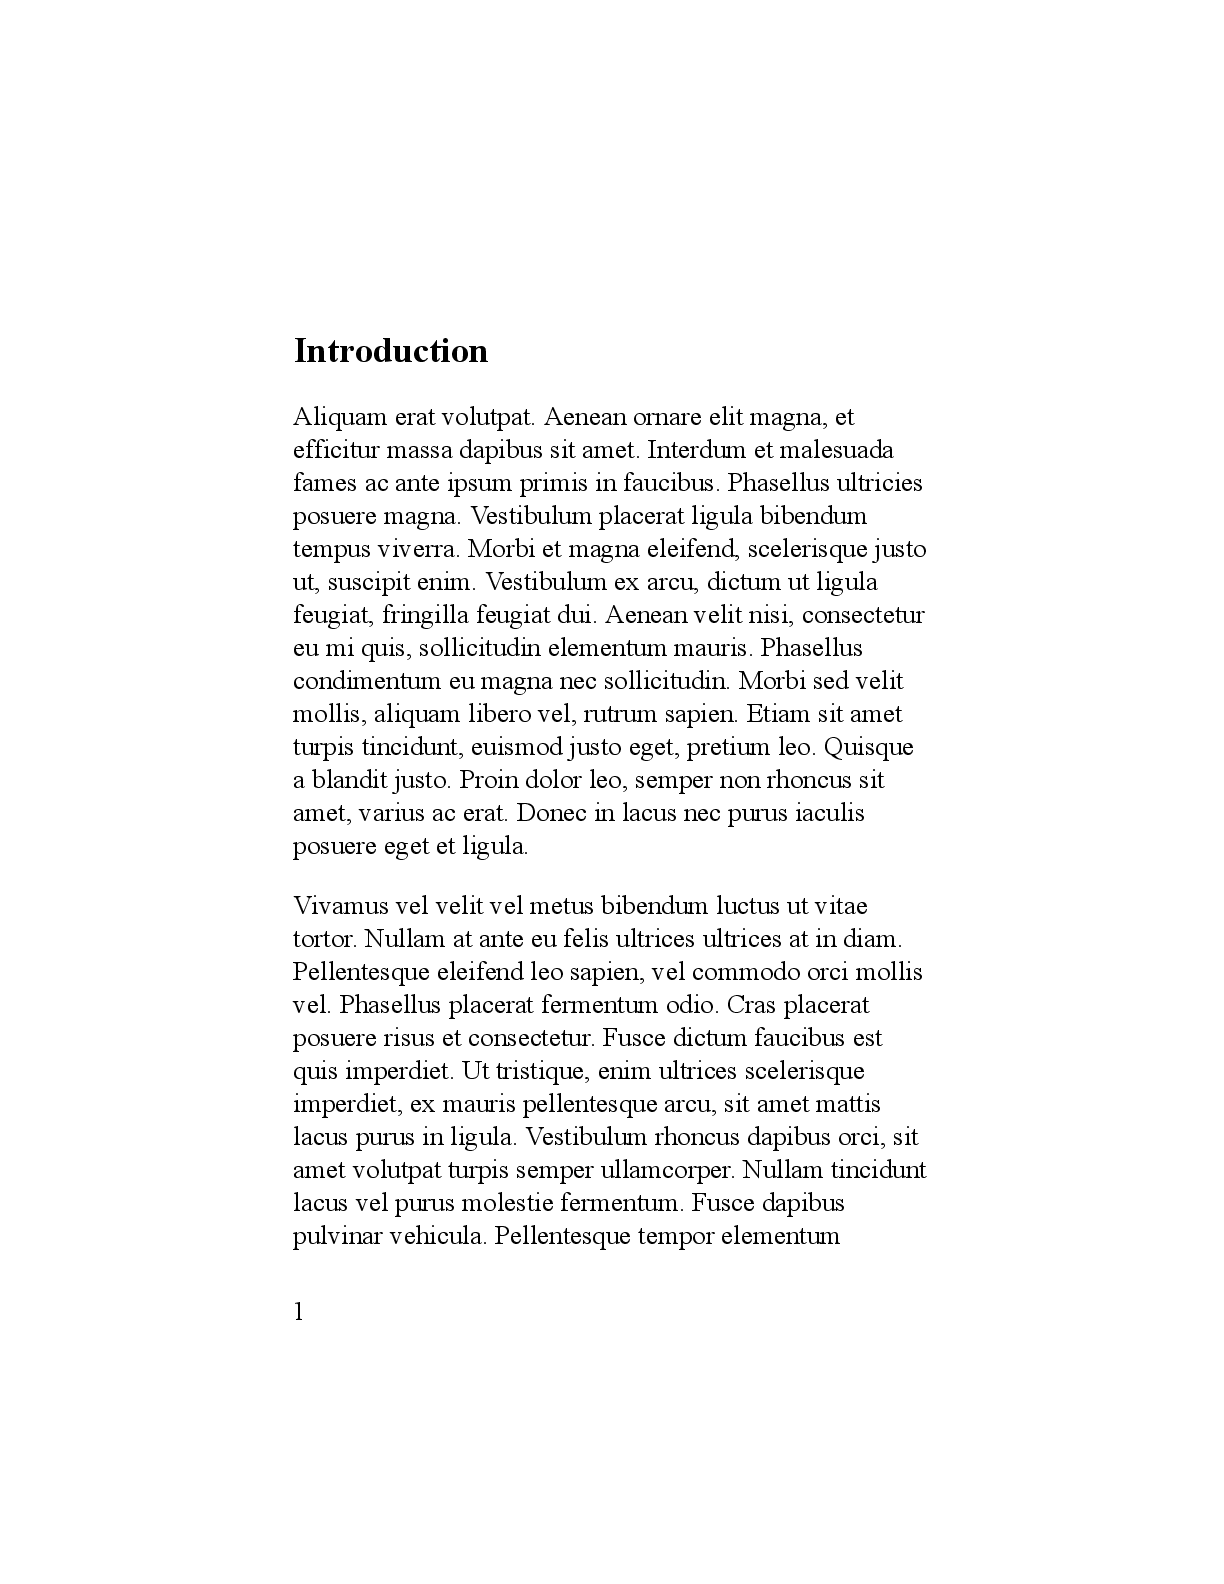 Introduction
Aliquam erat volutpat. Aenean ornare elit magna, et
efficitur massa dapibus sit amet. Interdum et malesuada
fames ac ante ipsum primis in faucibus. Phasellus ultricies
posuere magna. Vestibulum placerat ligula bibendum
tempus viverra. Morbi et magna eleifend, scelerisque justo
ut, suscipit enim. Vestibulum ex arcu, dictum ut ligula
feugiat, fringilla feugiat dui. Aenean velit nisi, consectetur
eu mi quis, sollicitudin elementum mauris. Phasellus
condimentum eu magna nec sollicitudin. Morbi sed velit
mollis, aliquam libero vel, rutrum sapien. Etiam sit amet
turpis tincidunt, euismod justo eget, pretium leo. Quisque
a blandit justo. Proin dolor leo, semper non rhoncus sit
amet, varius ac erat. Donec in lacus nec purus iaculis
posuere eget et ligula.
Vivamus vel velit vel metus bibendum luctus ut vitae
tortor. Nullam at ante eu felis ultrices ultrices at in diam.
Pellentesque eleifend leo sapien, vel commodo orci mollis
vel. Phasellus placerat fermentum odio. Cras placerat
posuere risus et consectetur. Fusce dictum faucibus est
quis imperdiet. Ut tristique, enim ultrices scelerisque
imperdiet, ex mauris pellentesque arcu, sit amet mattis
lacus purus in ligula. Vestibulum rhoncus dapibus orci, sit
amet volutpat turpis semper ullamcorper. Nullam tincidunt
lacus vel purus molestie fermentum. Fusce dapibus
pulvinar vehicula. Pellentesque tempor elementum
1